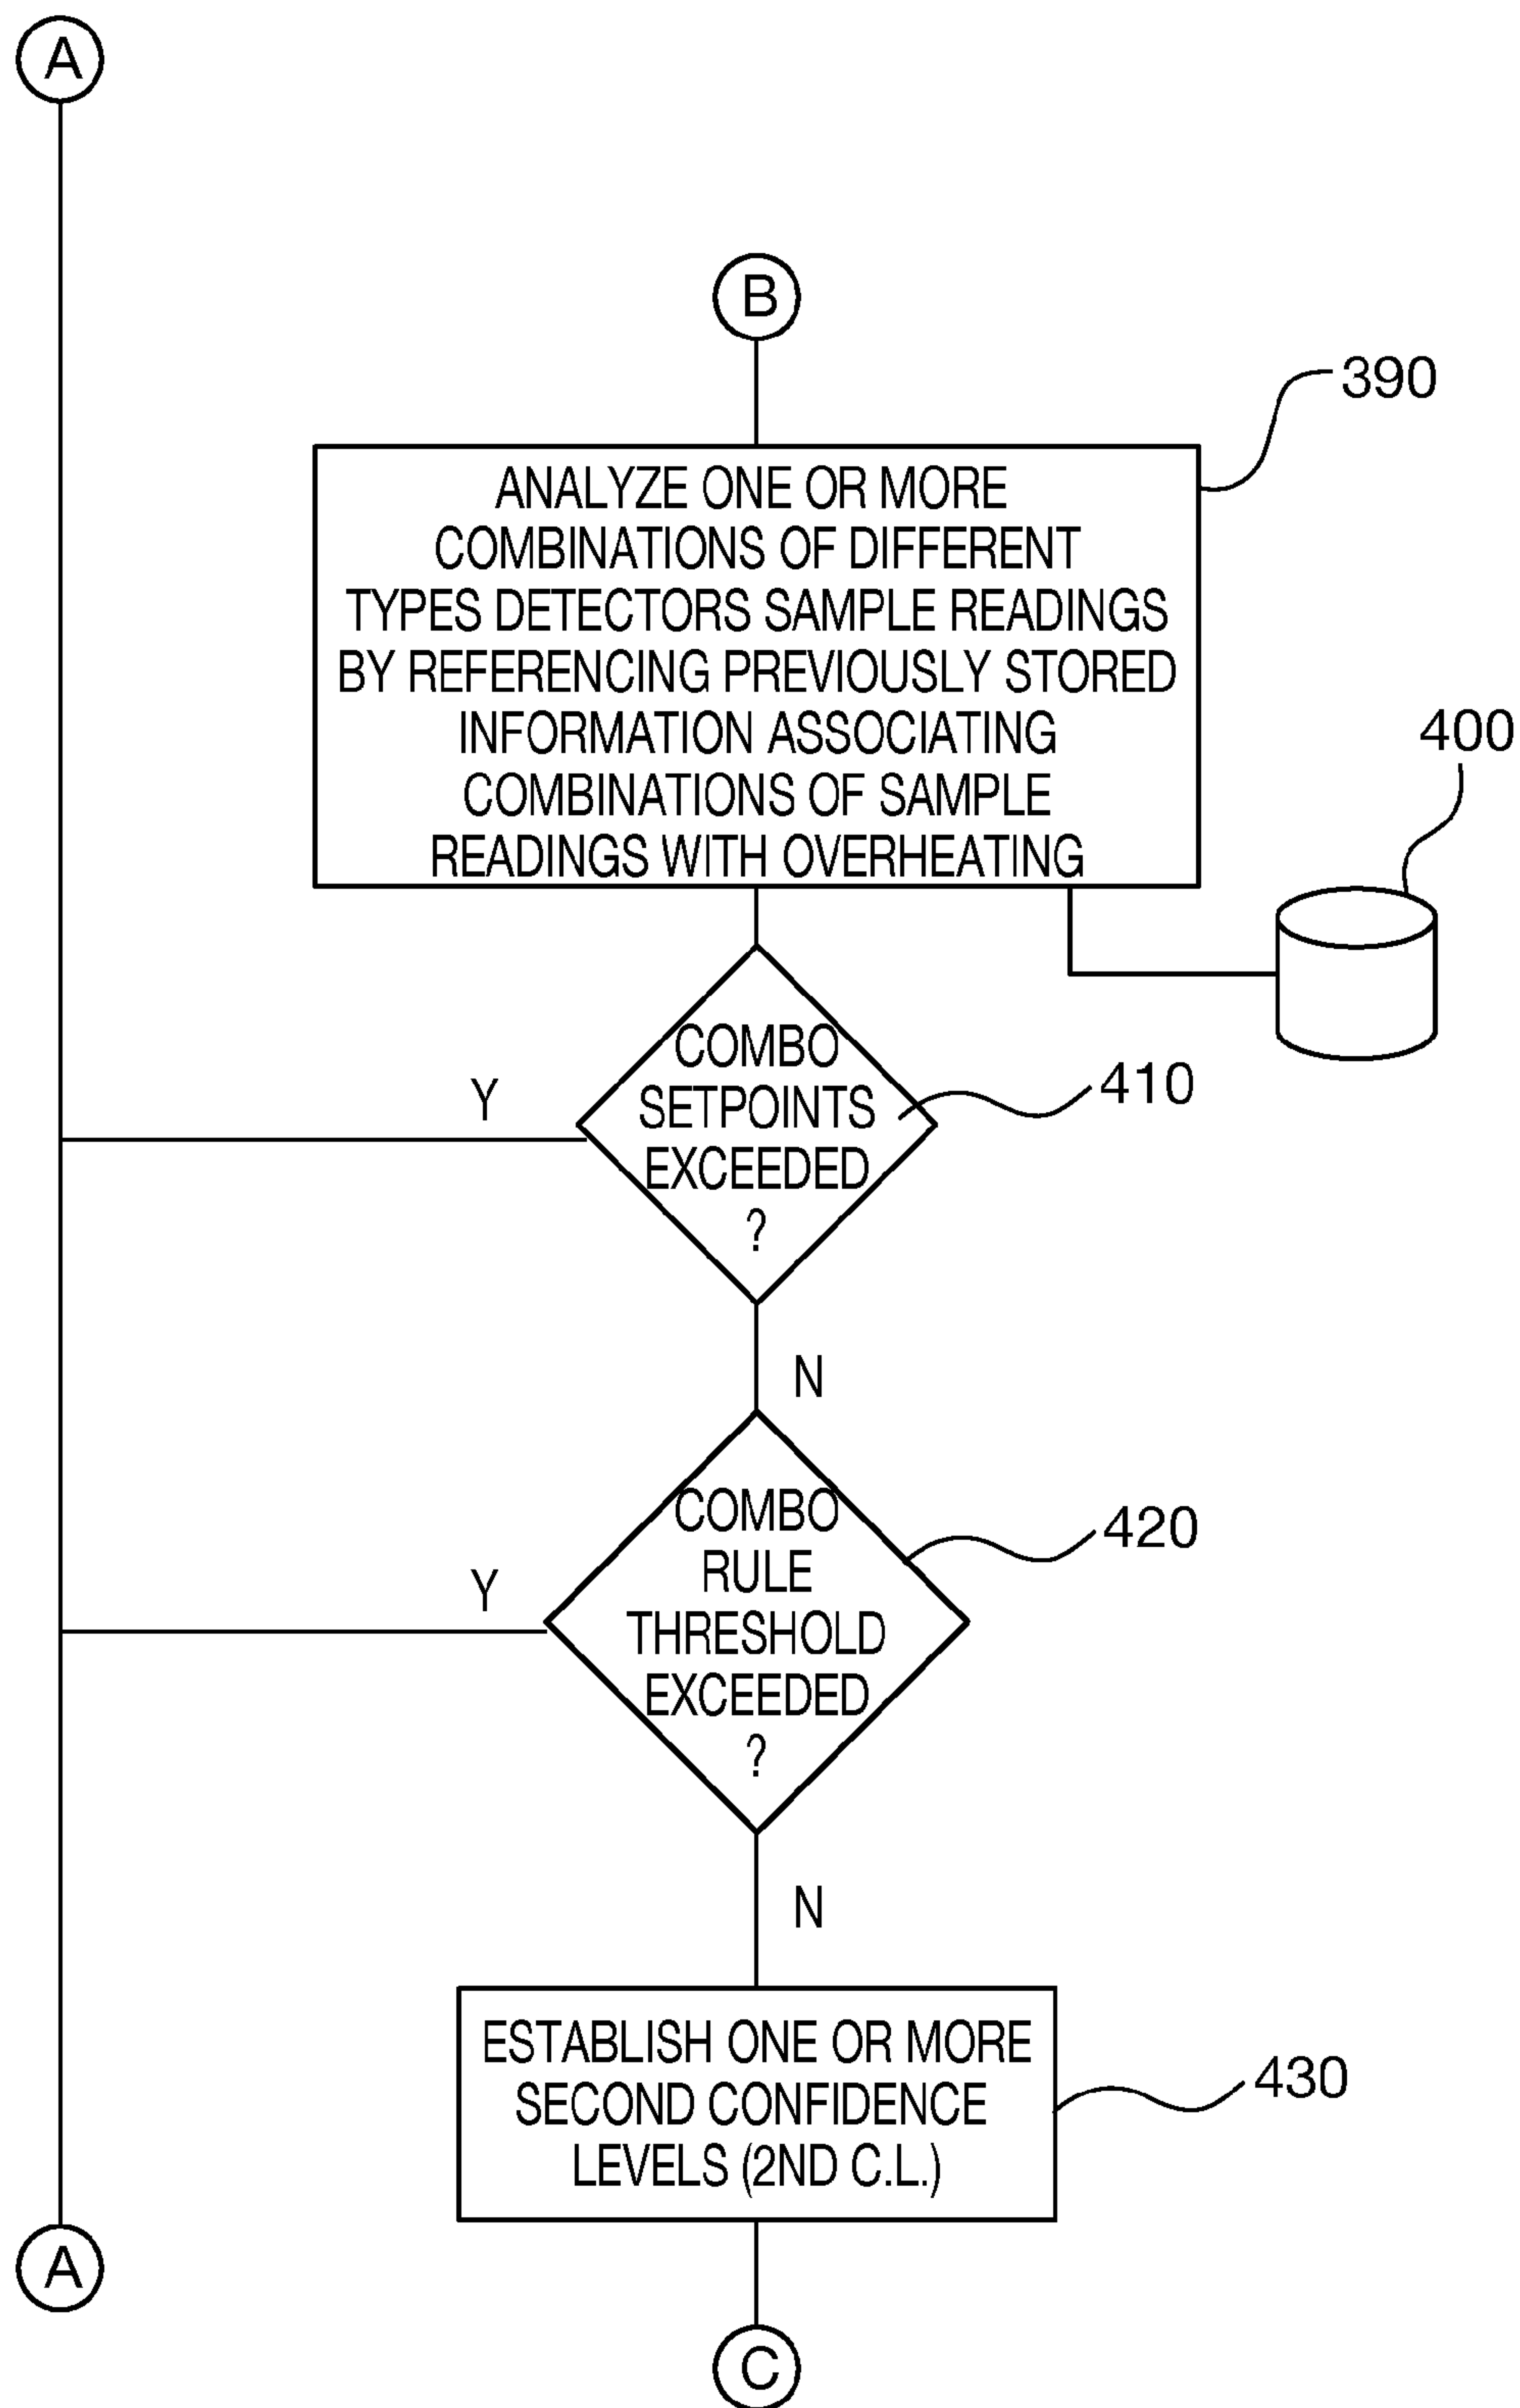 A
B
390
ANALYZE ONE OR MORE
COMBINATIONS OF DIFFERENT
TYPES DETECTORS SAMPLE READINGS
BY REFERENCING PREVIOUSLY STORED
INFORMATION ASSOCIATING
COMBINATIONS OF SAMPLE
READINGS WITH OVERHEATING
400
COMBO
SETPOINTS
EXCEEDED
?
410
Y
N
COMBO
RULE
THRESHOLD
EXCEEDED
?
420
Y
N
ESTABLISH ONE OR MORE
SECOND CONFIDENCE
LEVELS (2ND C.L.)
430
A
C